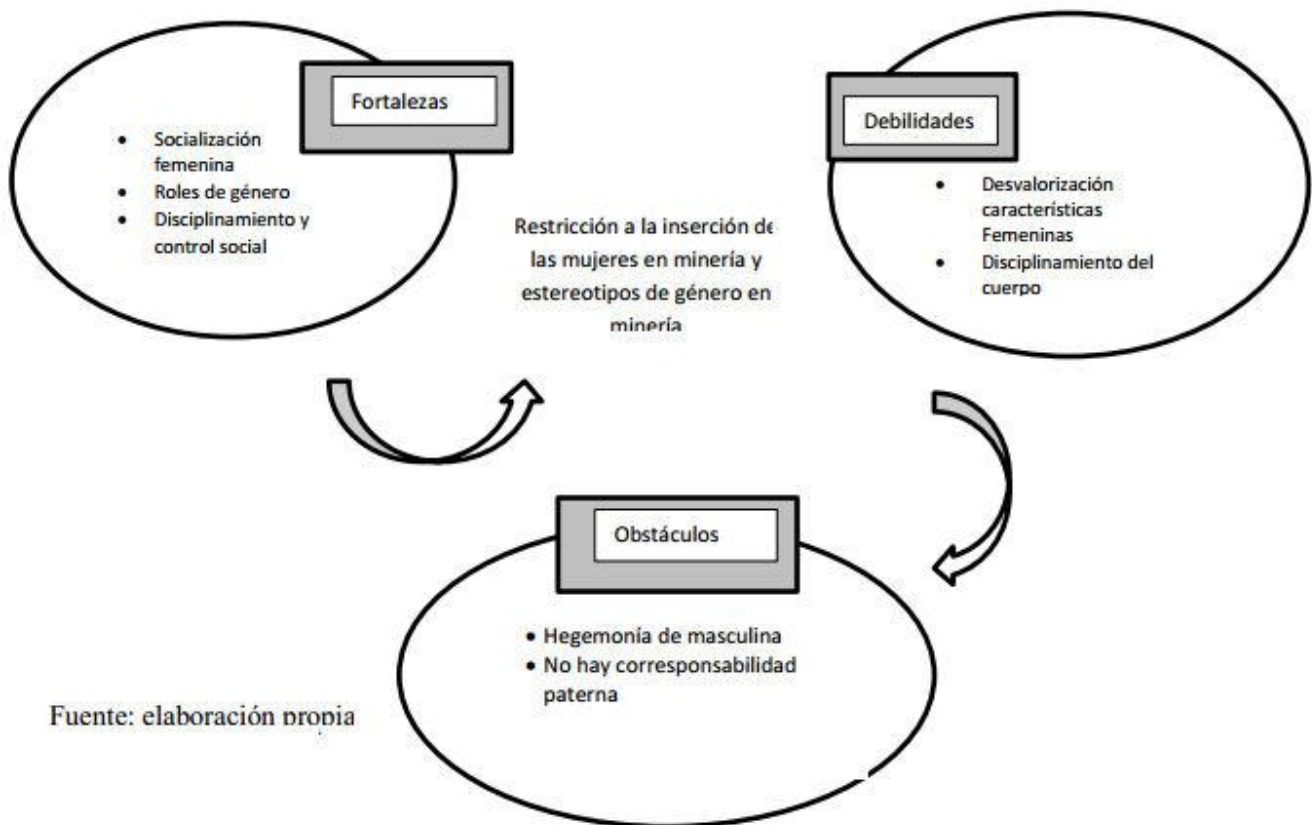 Fortalezas
• Socialización
femenina
• Roles de género
• Disciplinamiento y
control social
Restricción a la inserción de
las mujeres en minería y
estereotipos de género en
minería
Debilidades
• Desvalorización
características
Femeninas
• Disciplinamiento del
cuerpo
Obstáculos
• Hegemonía de masculina
• No hay corresponsabilidad
paterna
Fuente: elaboración propia